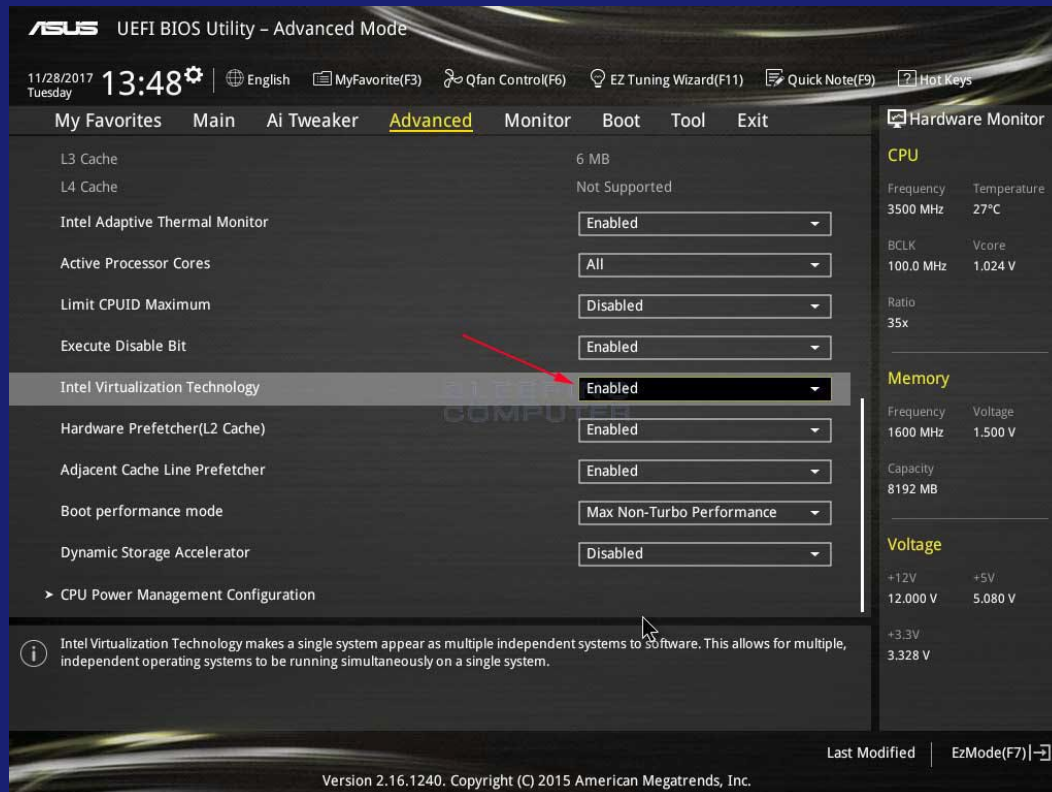 ASUS UEFI BIOS Utility – Advanced Mode
11/28/2017
Tuesday
13:48
English MyFavorite(F3) Qfan Control(F6) EZ Tuning Wizard(F11) Quick Note(F9) ? Hot Keys
My Favorites Main Ai Tweaker Advanced Monitor Boot Tool Exit
L3 Cache 6 MB
L4 Cache Not Supported
Intel Adaptive Thermal Monitor Enabled
Active Processor Cores All
Limit CPUID Maximum Disabled
Execute Disable Bit Enabled
Intel Virtualization Technology Enabled
BLEEPING
COMPUTER
Hardware Prefetcher(L2 Cache) Enabled
Adjacent Cache Line Prefetcher Enabled
Boot performance mode Max Non-Turbo Performance
Dynamic Storage Accelerator Disabled
> CPU Power Management Configuration
i
Intel Virtualization Technology makes a single system appear as multiple independent systems to software. This allows for multiple,
independent operating systems to be running simultaneously on a single system.
Hardware Monitor
CPU
Frequency Temperature
3500 MHz 27°C
BCLK Vcore
100.0 MHz 1.024 V
Ratio
35x
Memory
Frequency Voltage
1600 MHz 1.500 V
Capacity
8192 MB
Voltage
+12V +5V
12.000 V 5.080 V
+3.3V
3.328 V
Last Modified EzMode(F7)
Version 2.16.1240. Copyright (C) 2015 American Megatrends, Inc.